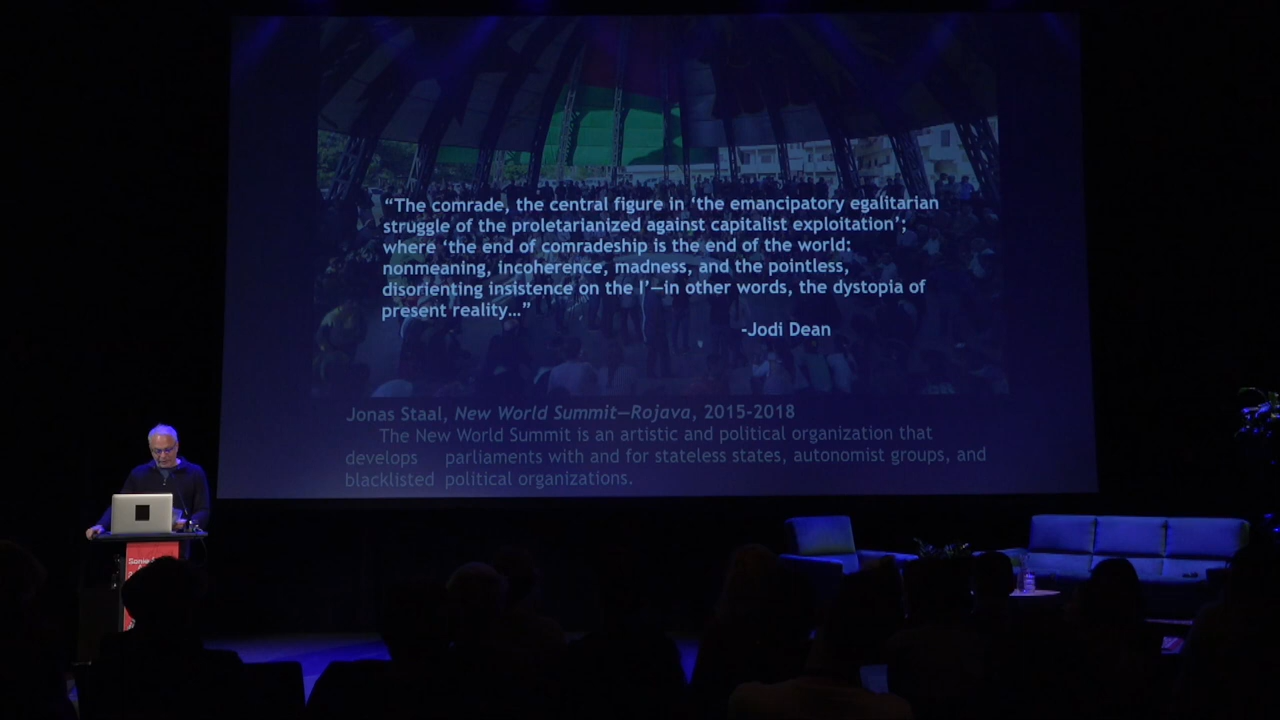 “The comrade, the central figure in ‘the emancipatory egalitarian
struggle of the proletarianized against capitalist exploitation’;
where ‘the end of comradeship is the end of the world:
nonmeaning, incoherence, madness, and the pointless,
disorienting insistence on the I’—in other words, the dystopia of
present reality…”
-Jodi Dean
Jonas Staal, New World Summit—Rojava, 2015-2018
The New World Summit is an artistic and political organization that
develops parliaments with and for stateless states, autonomist groups, and
blacklisted political organizations.